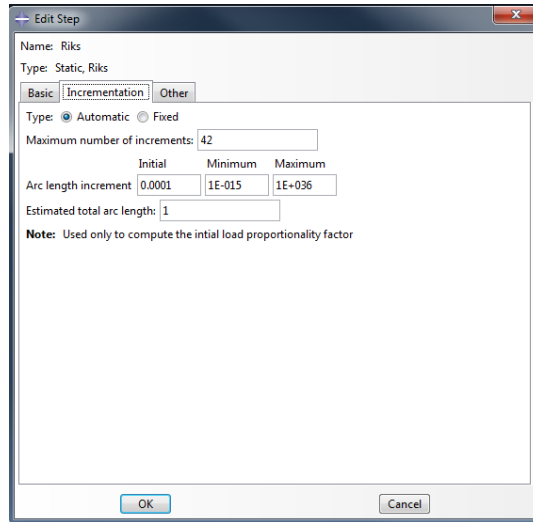 Edit Step
X
Name: Riks
Type: Static, Riks
Basic Incrementation Other
Type: Automatic Fixed
Maximum number of increments: 42
Initial Minimum Maximum
Arc length increment 0.0001 1E-015 1E+036
Estimated total arc length: 1
Note: Used only to compute the intial load proportionality factor
OK Cancel